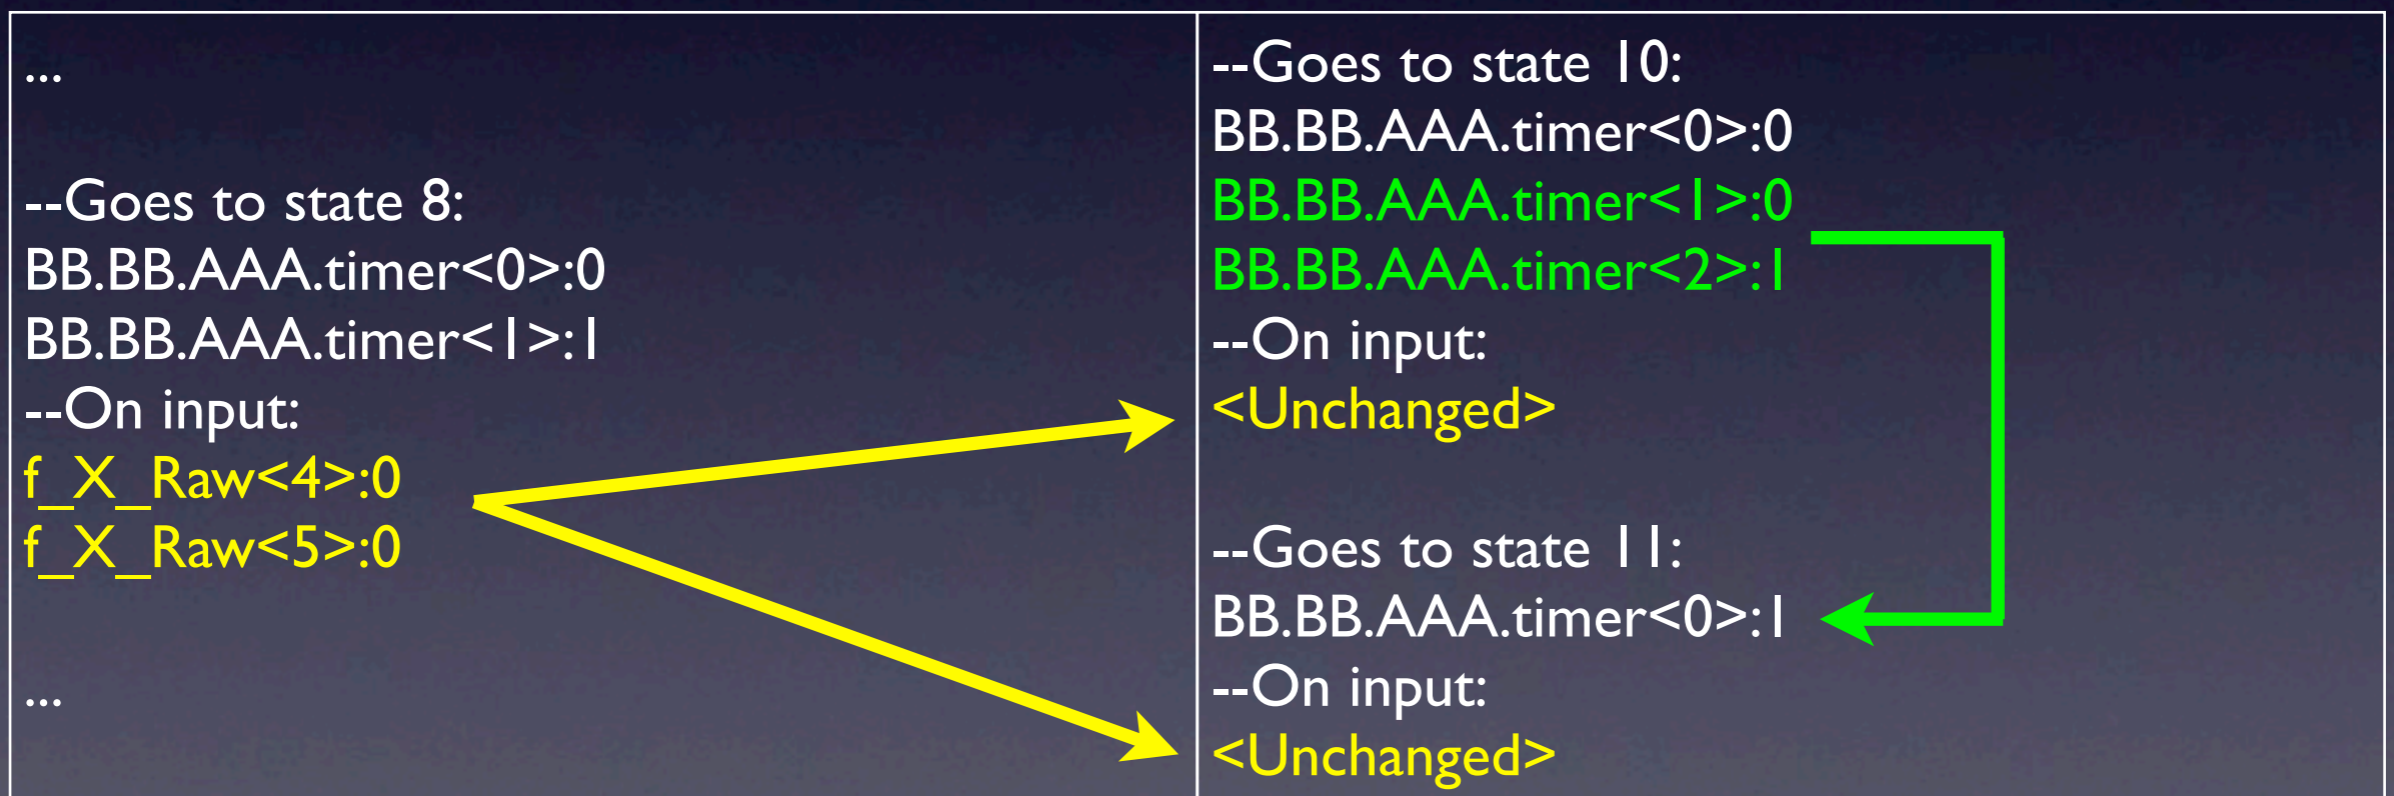 ...
--Goes to state 8:
BB.BB.AAA.timer<0>:0
BB.BB.AAA.timer<1>:1
--On input:
f_X_Raw<4>:0
f_X_Raw<5>:0
...
--Goes to state 10:
BB.BB.AAA.timer<0>:0
BB.BB.AAA.timer<1>:0
BB.BB.AAA.timer<2>:1
--On input:
<Unchanged>
--Goes to state 11:
BB.BB.AAA.timer<0>:1
--On input:
<Unchanged>